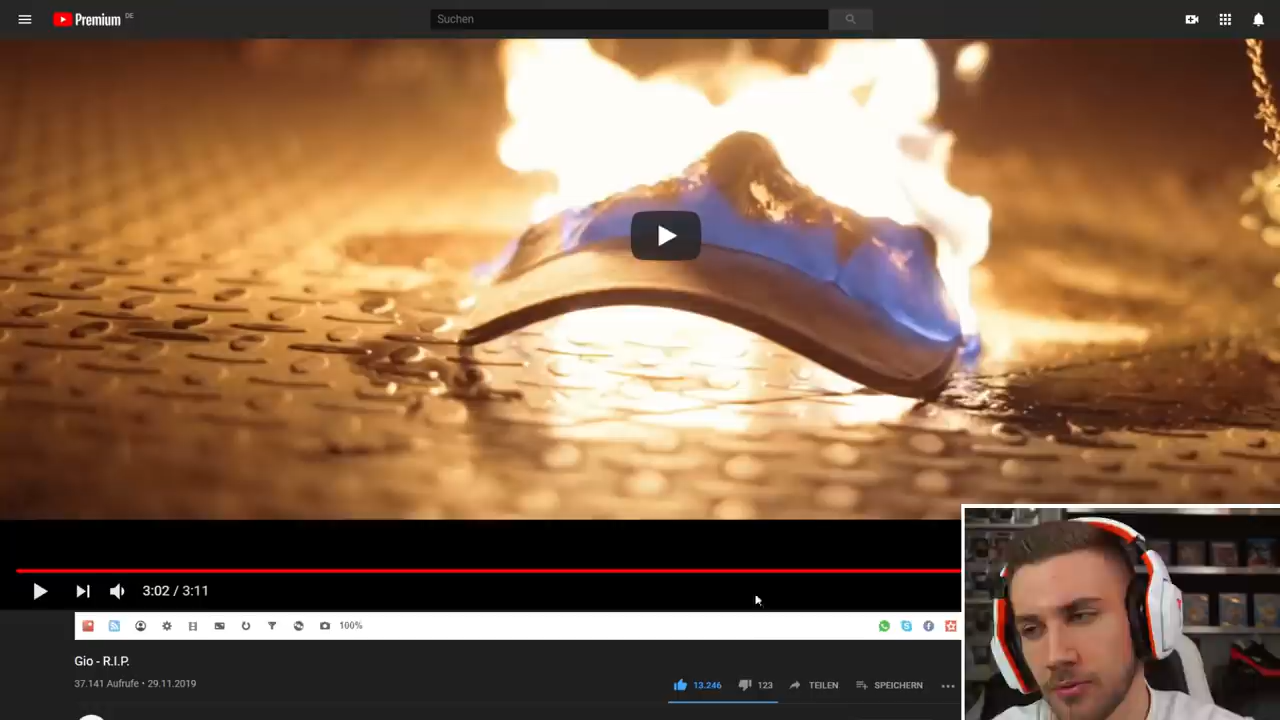 Premium DE
Suchen
3:02 / 3:11
100%
Gio - R.I.P.
37.141 Aufrufe • 29.11.2019
13.246
123
TEILEN
SPEICHERN